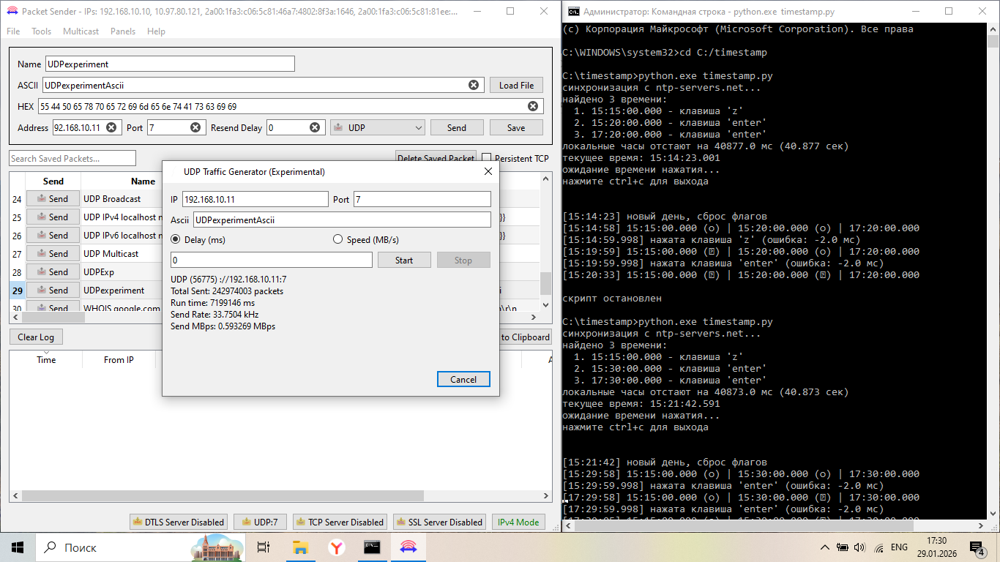 Packet Sender - IPs: 192.168.10.10, 10.97.80.121, 2a00:1fa3:c06:5c81:46a7:4802:8f3a:1646, 2a00:1fa3:c06:5c81:81ee:...
File Tools Multicast Panels Help
Name UDPexperiment
ASCII UDPexperimentAscii Load File
HEX 55 44 50 65 78 70 65 72 69 6d 65 6e 74 41 73 63 69 69
Address 92.168.10.11 Port 7 Resend Delay 0 UDP Send Save
Search Saved Packets... Delete Saved Packet Persistent TCP
Send Name
24 Send UDP Broadcast
25 Send UDP IPv4 localhost n }}
26 Send UDP IPv6 localhost n }}
27 Send UDP Multicast
28 Send UDPExp
29 Send UDPexperiment i
30 Send WHOIS google.com \r\n
Clear Log to Clipboard
Time From IP A
UDP Traffic Generator (Experimental)
IP 192.168.10.11 Port 7
Ascii UDPexperimentAscii
Delay (ms) Speed (MB/s)
0 Start Stop
UDP (56775) ://192.168.10.11:7
Total Sent: 242974003 packets
Run time: 7199146 ms
Send Rate: 33.7504 kHz
Send MBps: 0.593269 MBps
Cancel
DTLS Server Disabled UDP:7 TCP Server Disabled SSL Server Disabled IPv4 Mode
Администратор: Командная строка - python.exe timestamp.py
(c) Корпорация Майкрософт (Microsoft Corporation). Все права
C:\WINDOWS\system32>cd C:/timestamp
C:\timestamp>python.exe timestamp.py
синхронизация с ntp-servers.net...
найдено 3 времени:
1. 15:15:00.000 - клавиша 'z'
2. 15:20:00.000 - клавиша 'enter'
3. 17:20:00.000 - клавиша 'enter'
локальные часы отстают на 40877.0 мс (40.877 сек)
текущее время: 15:14:23.001
ожидание времени нажатия...
нажмите ctrl+c для выхода
[15:14:23] новый день, сброс флагов
[15:14:58] 15:15:00.000 (o) | 15:20:00.000 (o) | 17:20:00.000
[15:14:59.998] нажата клавиша 'z' (ошибка: -2.0 мс)
[15:19:59] 15:15:00.000 (⍰) | 15:20:00.000 (o) | 17:20:00.000
[15:19:59.998] нажата клавиша 'enter' (ошибка: -2.0 мс)
[15:20:33] 15:15:00.000 (⍰) | 15:20:00.000 (⍰) | 17:20:00.000
скрипт остановлен
C:\timestamp>python.exe timestamp.py
синхронизация с ntp-servers.net...
найдено 3 времени:
1. 15:15:00.000 - клавиша 'z'
2. 15:30:00.000 - клавиша 'enter'
3. 17:30:00.000 - клавиша 'enter'
локальные часы отстают на 40873.0 мс (40.873 сек)
текущее время: 15:21:42.591
ожидание времени нажатия...
нажмите ctrl+c для выхода
[15:21:42] новый день, сброс флагов
[15:29:58] 15:15:00.000 (o) | 15:30:00.000 (o) | 17:30:00.000
[15:29:59.998] нажата клавиша 'enter' (ошибка: -2.0 мс)
[17:29:58] 15:15:00.000 (o) | 15:30:00.000 (⍰) | 17:30:00.000
[17:29:59.998] нажата клавиша 'enter' (ошибка: -2.0 мс)
Поиск ENG 17:30
29.01.2026 4